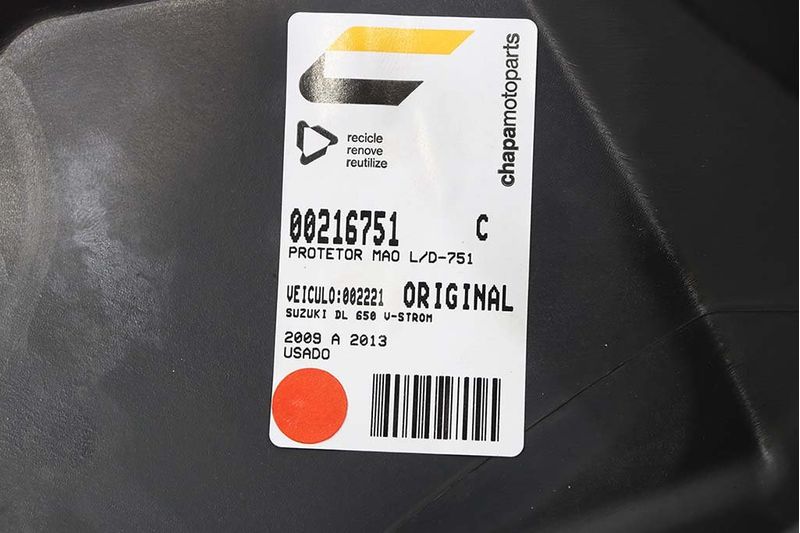 chapamotoparts
recicle
renove
reutilize
00216751 C
PROTETOR MAO L/D-751
VEICULO:002221 ORIGINAL
SUZUKI DL 650 V-STROM
2009 A 2013
USADO